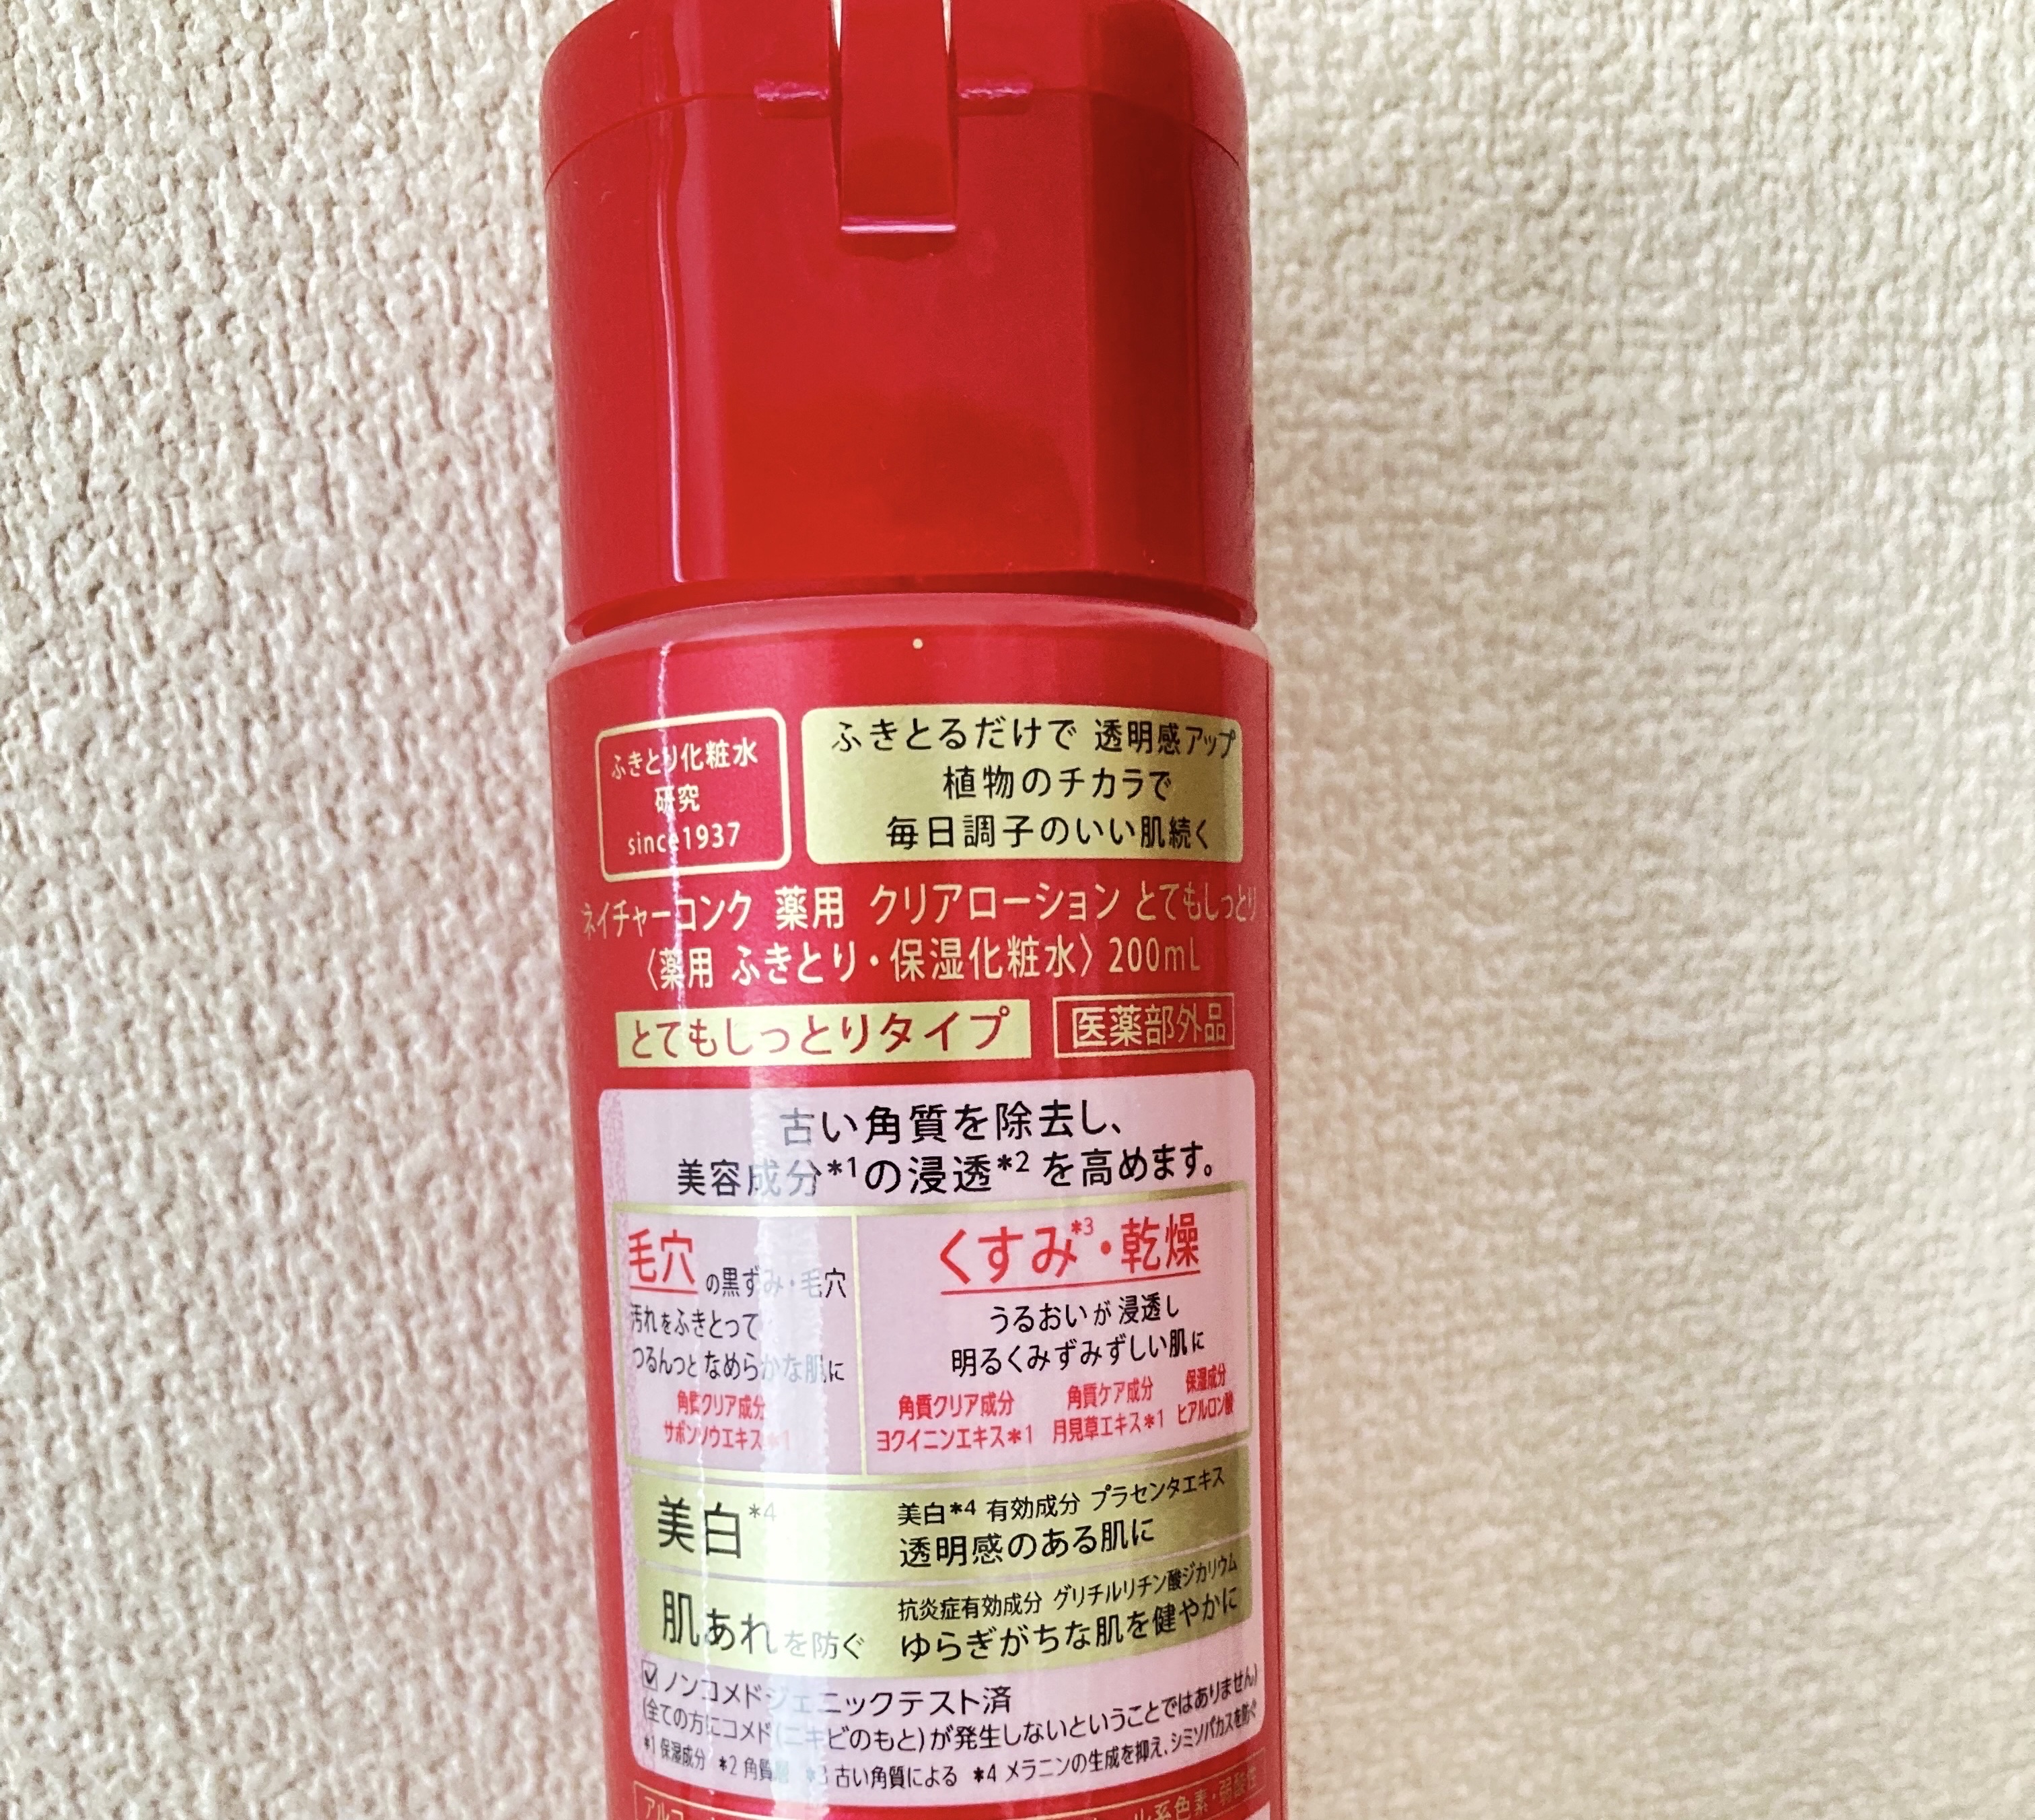 ふきとり化粧水
研究
since1937
ふきとるだけで 透明感アップ
植物のチカラで
毎日調子のいい肌続く
ネイチャーコンク 薬用 クリアローション とてもしっとり
〈薬用 ふきとり・保湿化粧水〉200mL
とてもしっとりタイプ
医薬部外品
古い角質を除去し、
美容成分*1の浸透*2を高めます。
毛穴の黒ずみ・毛穴
汚れをふきとって
つるんっとなめらかな肌に
角質クリア成分
サボンソウエキス*1
くすみ*3・乾燥
うるおいが浸透し
明るくみずみずしい肌に
角質クリア成分
ヨクイニンエキス*1
角質ケア成分
月見草エキス*1
保湿成分
ヒアルロン酸
美白*4
美白*4 有効成分 プラセンタエキス
透明感のある肌に
肌あれを防ぐ
抗炎症有効成分 グリチルリチン酸ジカリウム
ゆらぎがちな肌を健やかに
ノンコメドジェニックテスト済
(全ての方にコメド(ニキビのもと)が発生しないということではありません)
*1 保湿成分 *2 角質層 *3 古い角質による *4 メラニンの生成を抑え、シミソバカスを防ぐ
系色素・弱酸性